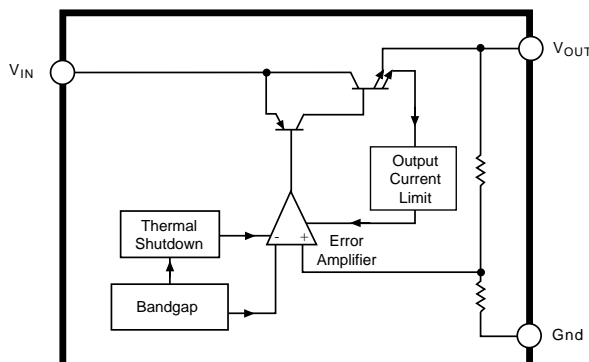 VIN
VOUT
Output
Current
Limit
Thermal
Shutdown
- +
Error
Amplifier
Bandgap
Gnd